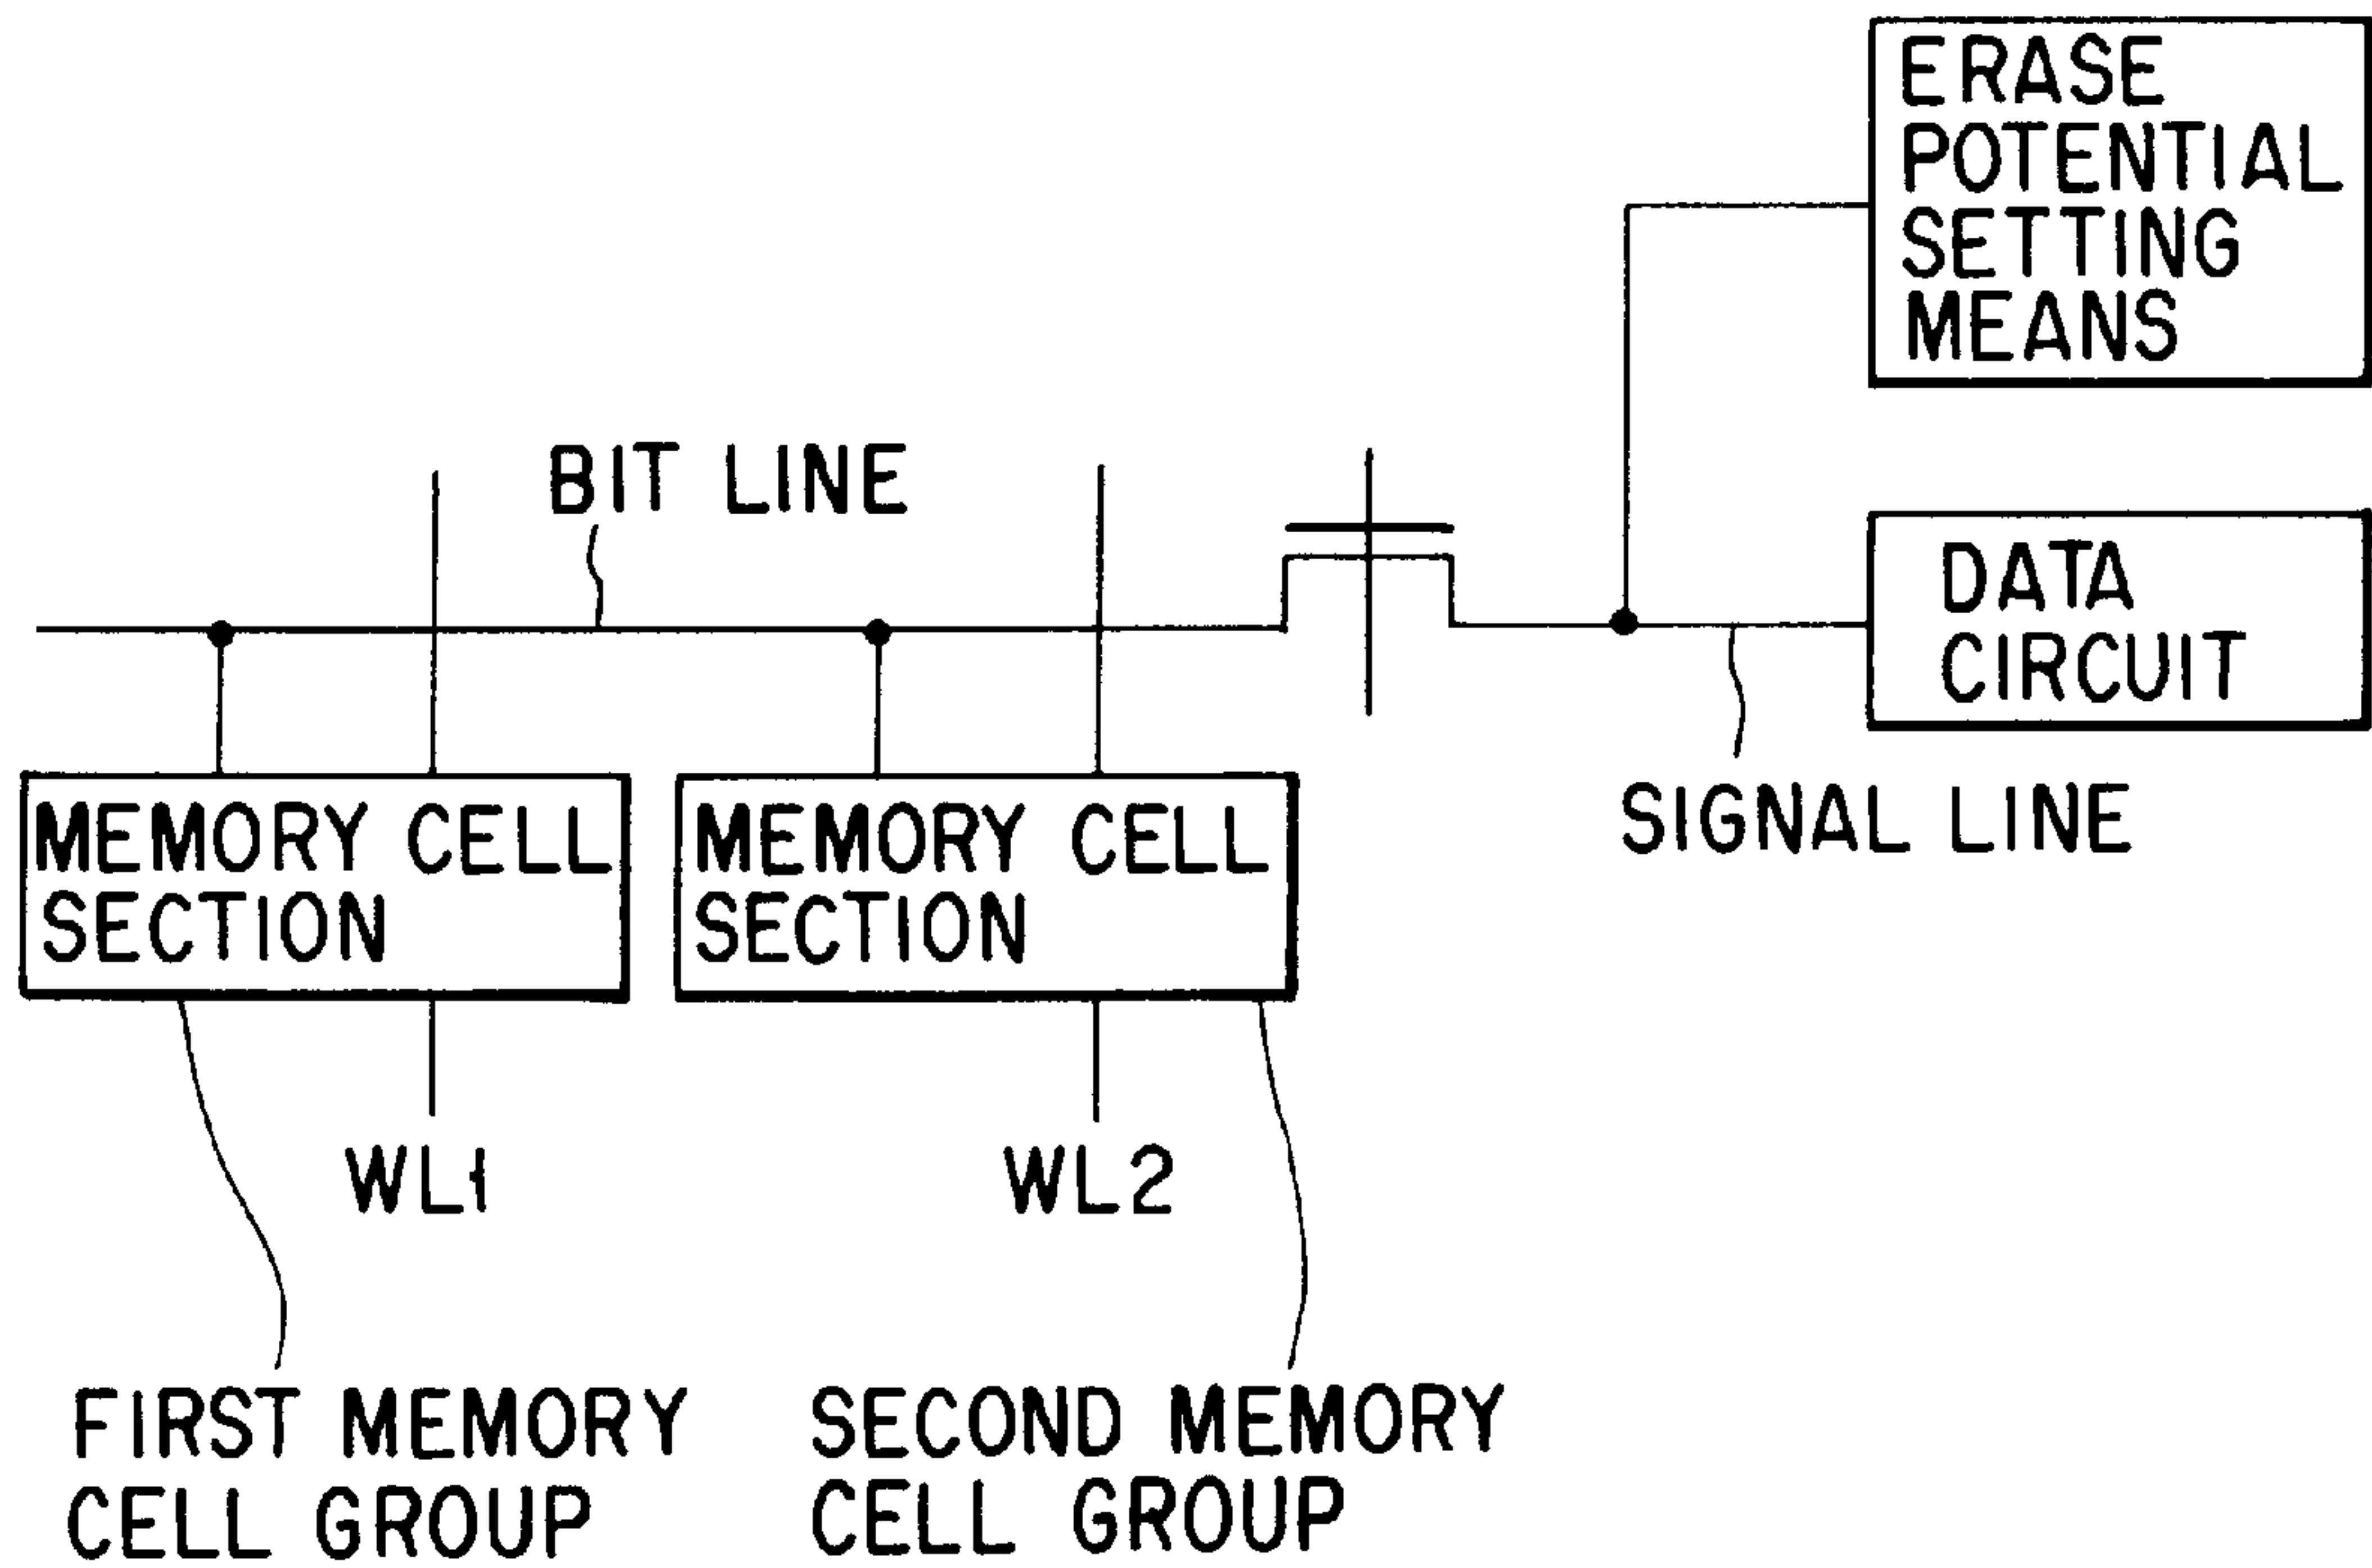 ERASE
POTENTIAL
SETTING
MEANS
BIT LINE
DATA
CIRCUIT
SIGNAL LINE
MEMORY CELL
SECTION
MEMORY CELL
SECTION
WL1
WL2
FIRST MEMORY
CELL GROUP
SECOND MEMORY
CELL GROUP